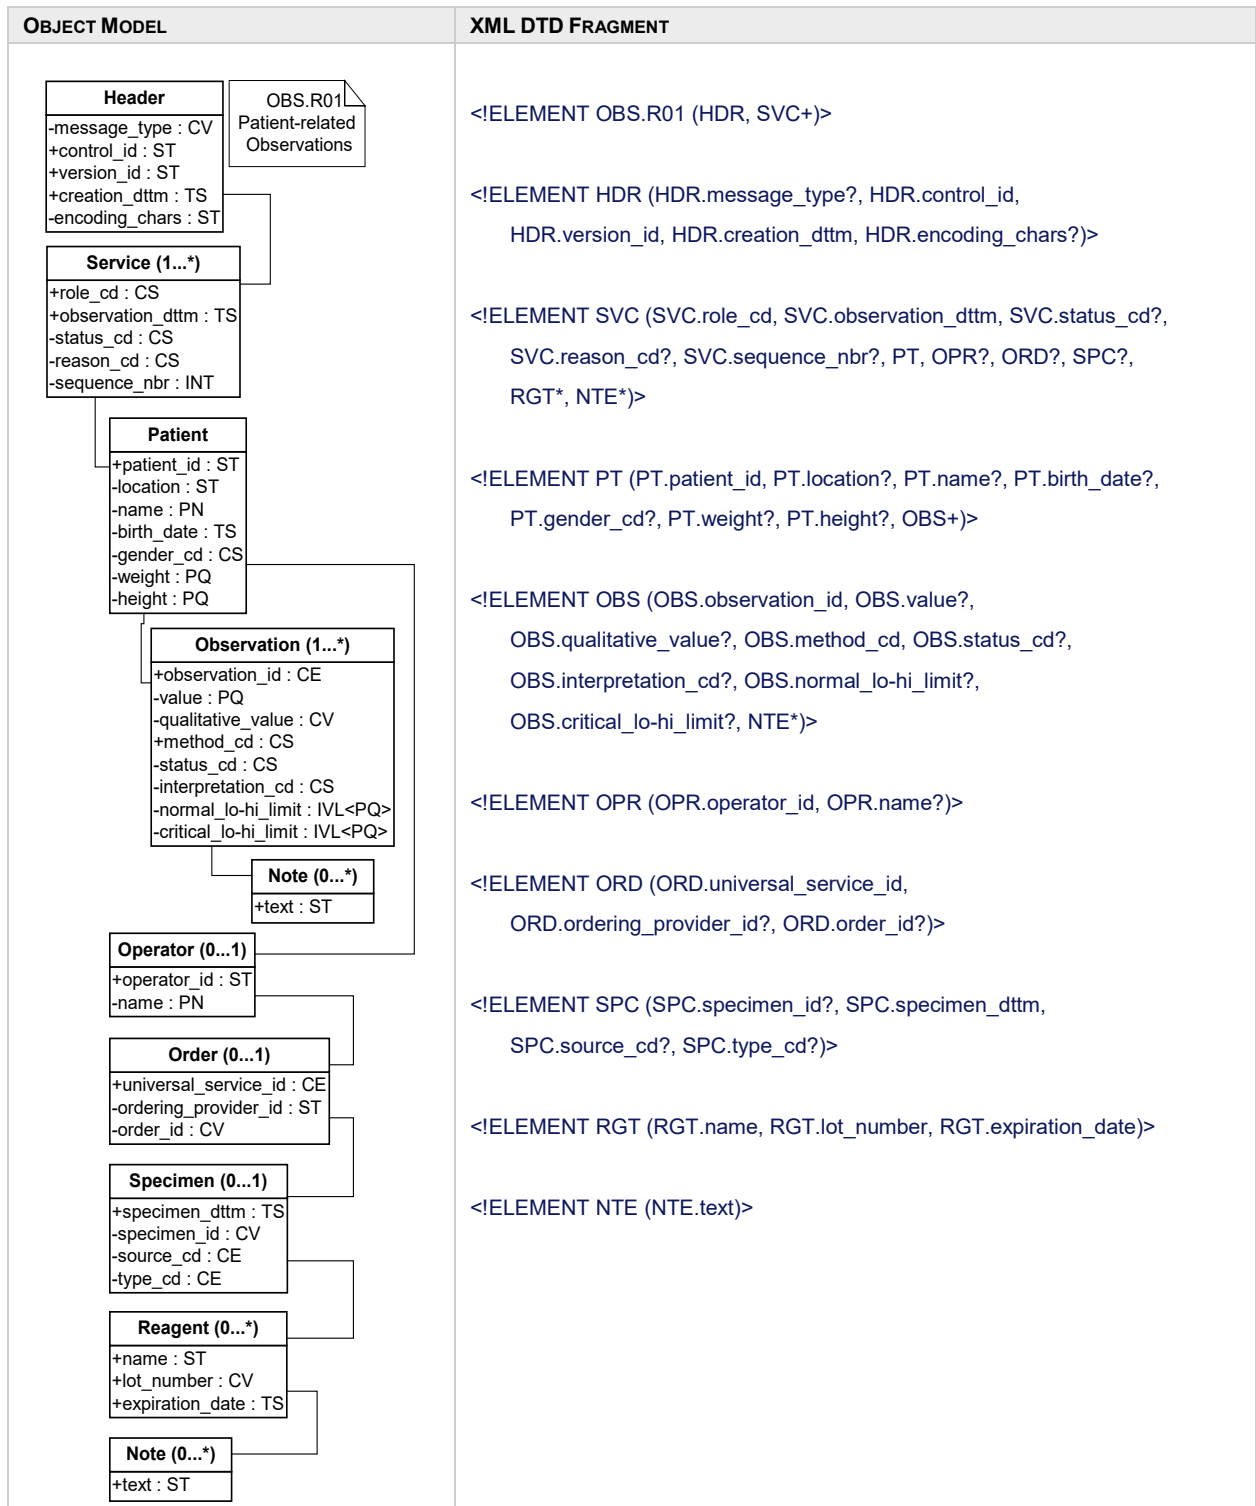 OBJECT MODEL
XML DTD FRAGMENT
Header
-message_type : CV
+control_id : ST
+version_id : ST
+creation_dttm : TS
-encoding_chars : ST
OBS.R01
Patient-related
Observations
Service (1...*)
+role_cd : CS
+observation_dttm : TS
-status_cd : CS
-reason_cd : CS
-sequence_nbr : INT
Patient
+patient_id : ST
-location : ST
-name : PN
-birth_date : TS
-gender_cd : CS
-weight : PQ
-height : PQ
Observation (1...*)
+observation_id : CE
-value : PQ
-qualitative_value : CV
+method_cd : CS
-status_cd : CS
-interpretation_cd : CS
-normal_lo-hi_limit : IVL<PQ>
-critical_lo-hi_limit : IVL<PQ>
Note (0...*)
+text : ST
Operator (0...1)
+operator_id : ST
-name : PN
Order (0...1)
+universal_service_id : CE
-ordering_provider_id : ST
-order_id : CV
Specimen (0...1)
+specimen_dttm : TS
-specimen_id : CV
-source_cd : CE
-type_cd : CE
Reagent (0...*)
+name : ST
+lot_number : CV
+expiration_date : TS
Note (0...*)
+text : ST
<!ELEMENT OBS.R01 (HDR, SVC+)>
<!ELEMENT HDR (HDR.message_type?, HDR.control_id,
HDR.version_id, HDR.creation_dttm, HDR.encoding_chars?)>
<!ELEMENT SVC (SVC.role_cd, SVC.observation_dttm, SVC.status_cd?,
SVC.reason_cd?, SVC.sequence_nbr?, PT, OPR?, ORD?, SPC?,
RGT*, NTE*)>
<!ELEMENT PT (PT.patient_id, PT.location?, PT.name?, PT.birth_date?,
PT.gender_cd?, PT.weight?, PT.height?, OBS+)>
<!ELEMENT OBS (OBS.observation_id, OBS.value?,
OBS.qualitative_value?, OBS.method_cd, OBS.status_cd?,
OBS.interpretation_cd?, OBS.normal_lo-hi_limit?,
OBS.critical_lo-hi_limit?, NTE*)>
<!ELEMENT OPR (OPR.operator_id, OPR.name?)>
<!ELEMENT ORD (ORD.universal_service_id,
ORD.ordering_provider_id?, ORD.order_id?)>
<!ELEMENT SPC (SPC.specimen_id?, SPC.specimen_dttm,
SPC.source_cd?, SPC.type_cd?)>
<!ELEMENT RGT (RGT.name, RGT.lot_number, RGT.expiration_date)>
<!ELEMENT NTE (NTE.text)>